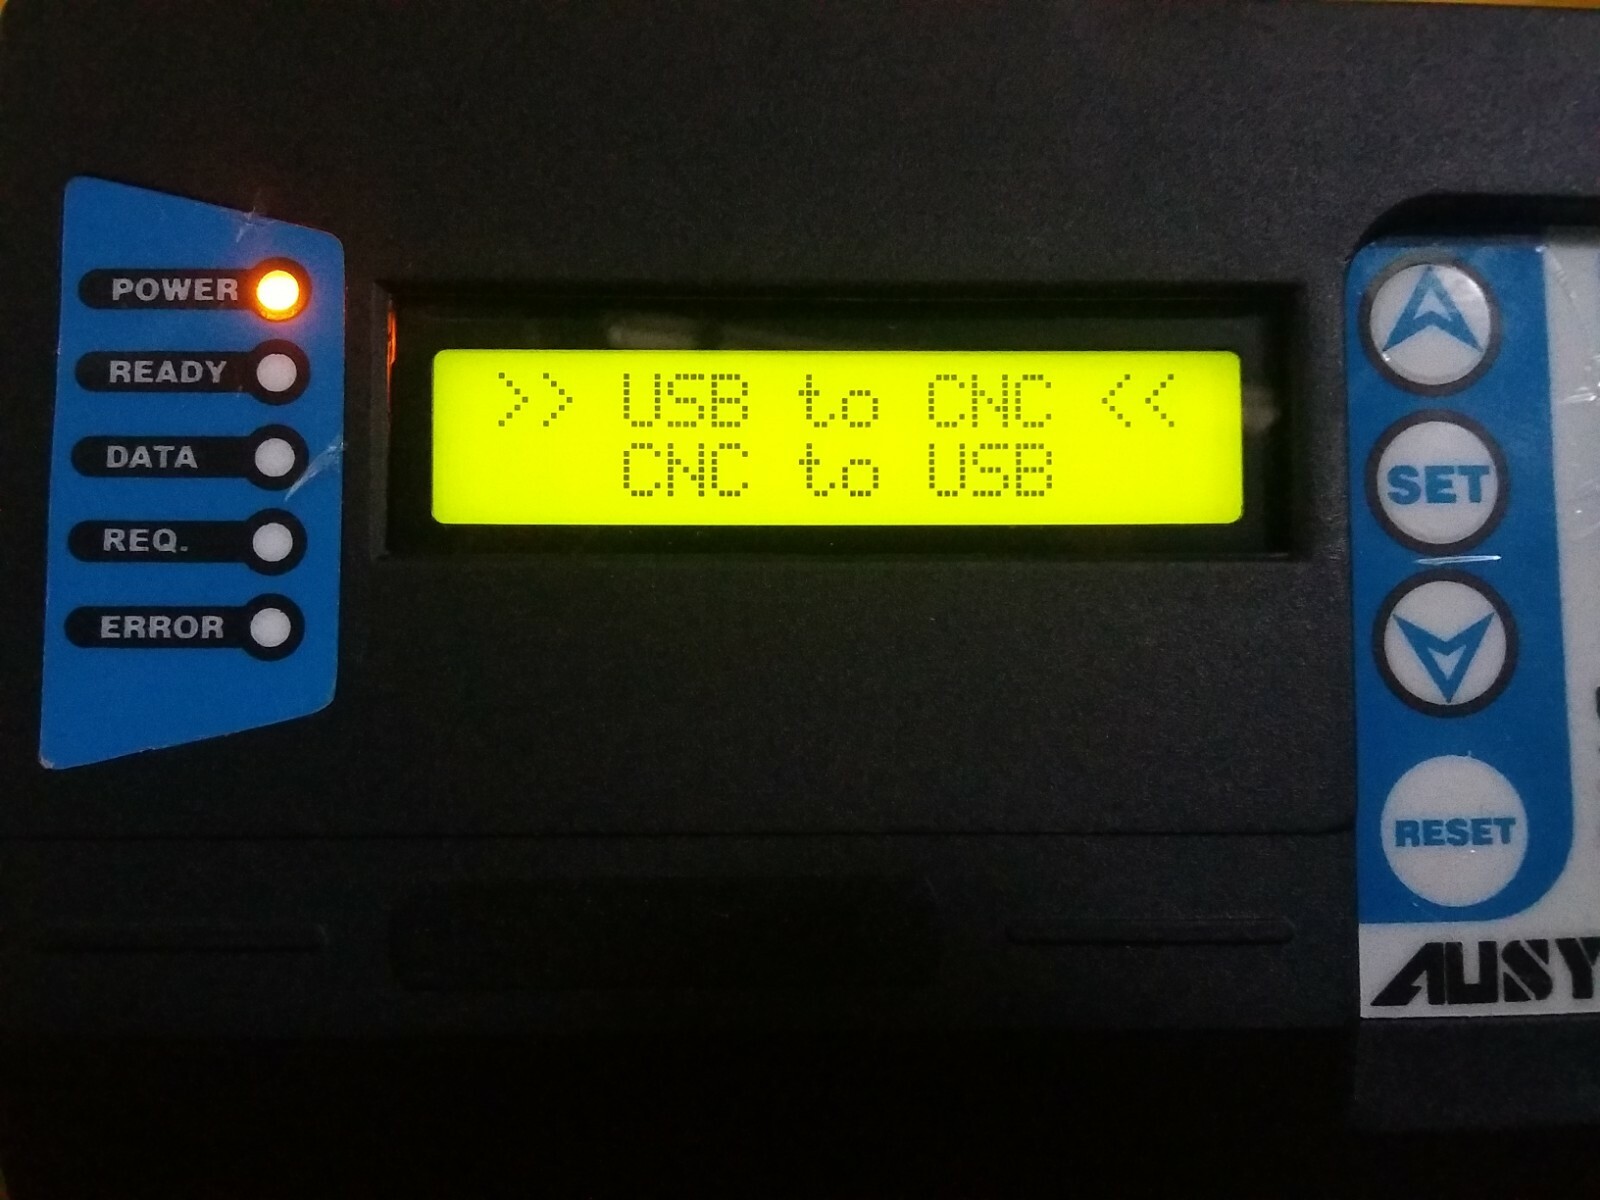 POWER
READY
DATA
REQ.
ERROR
>> USB to CNC <<
CNC to USB
SET
RESET
AUSY